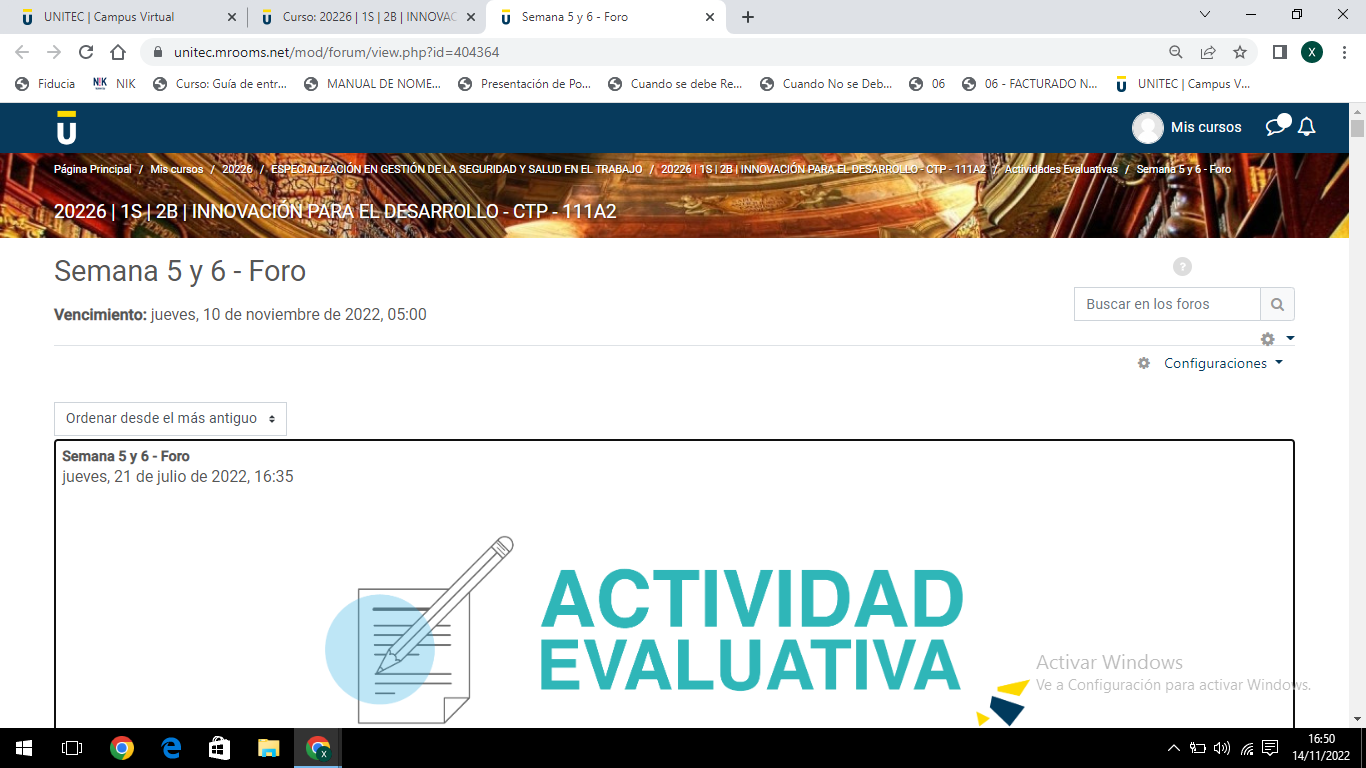 UNITEC | Campus Virtual
Curso: 20226 | 1S | 2B | INNOVAC
Semana 5 y 6 - Foro
unitec.mrooms.net/mod/forum/view.php?id=404364
X
Fiducia
NIK
NIK
Curso: Guía de entr...
MANUAL DE NOME...
Presentación de Po...
Cuando se debe Re...
Cuando No se Deb...
06
06 - FACTURADO N...
UNITEC | Campus V...
Mis cursos
Página Principal / Mis cursos / 20226 / ESPECIALIZACIÓN EN GESTIÓN DE LA SEGURIDAD Y SALUD EN EL TRABAJO / 20226 | 1S | 2B | INNOVACIÓN PARA EL DESARROLLO - CTP - 111A2 / Actividades Evaluativas / Semana 5 y 6 - Foro
20226 | 1S | 2B | INNOVACIÓN PARA EL DESARROLLO - CTP - 111A2
Semana 5 y 6 - Foro
?
Vencimiento: jueves, 10 de noviembre de 2022, 05:00
Buscar en los foros
Configuraciones
Ordenar desde el más antiguo
Semana 5 y 6 - Foro
jueves, 21 de julio de 2022, 16:35
ACTIVIDAD
EVALUATIVA
Activar Windows
Ve a Configuración para activar Windows.
X
16:50
14/11/2022